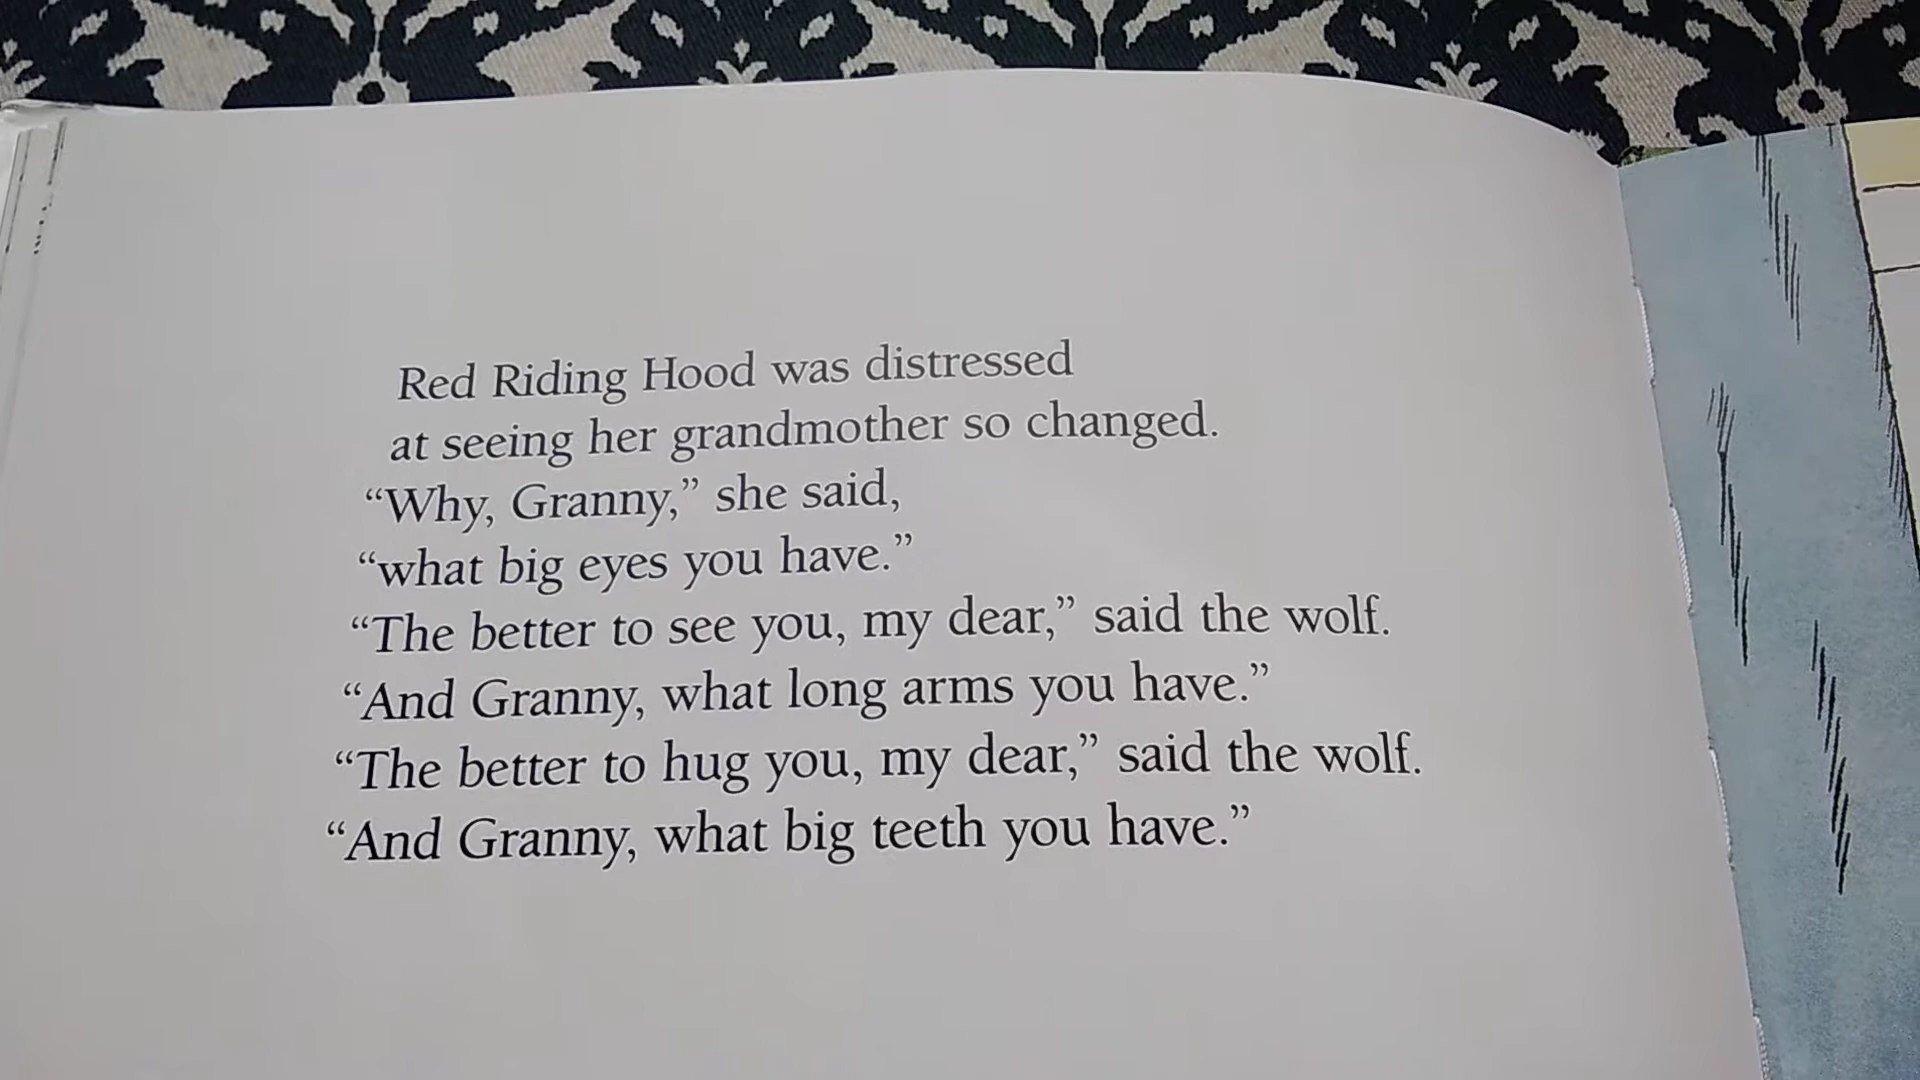 Red Riding Hood was distressed
at seeing her grandmother so changed.
“Why, Granny,” she said,
“what big eyes you have.”
“The better to see you, my dear,” said the wolf.
“And Granny, what long arms you have.”
“The better to hug you, my dear,” said the wolf.
“And Granny, what big teeth you have.”